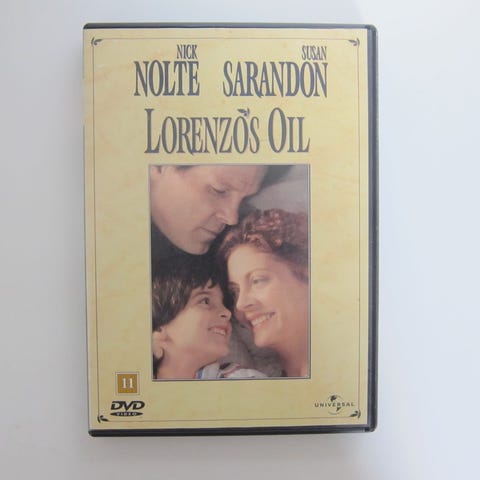 NICK SUSAN
NOLTE SARANDON
LORENZO'S OIL
11
DVD
VIDEO
UNIVERSAL